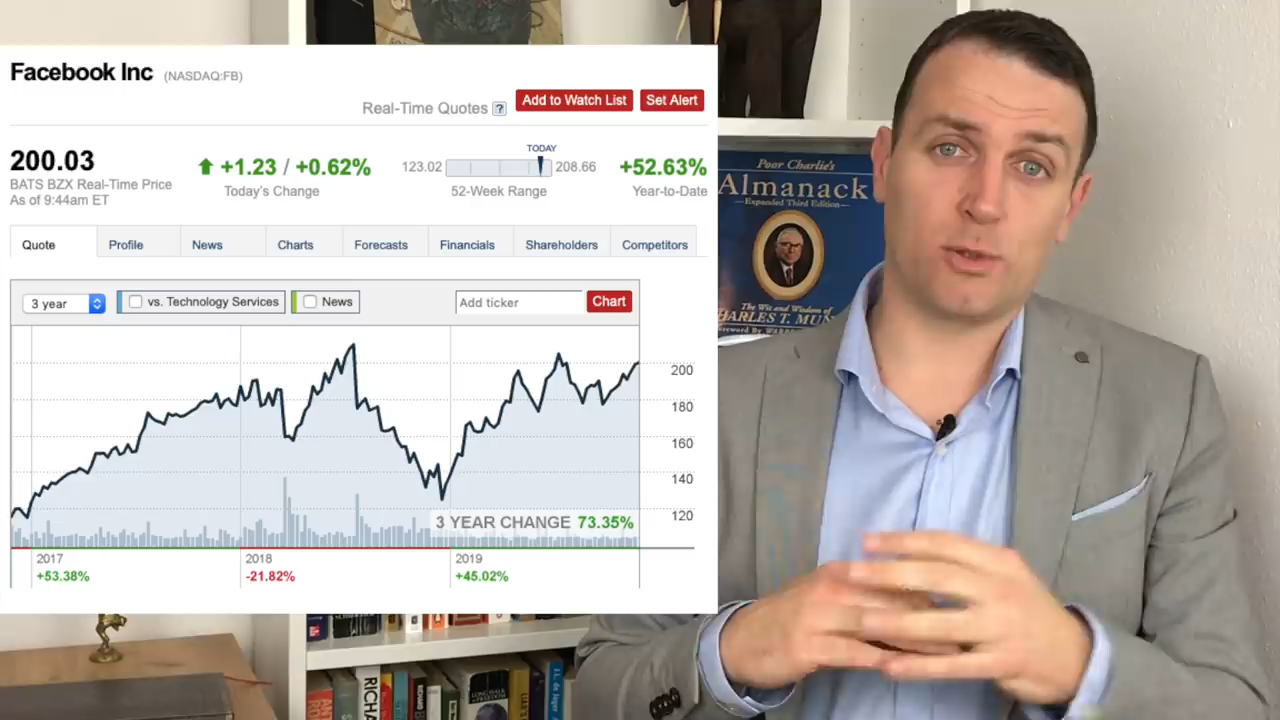 Facebook Inc (NASDAQ:FB)
Real-Time Quotes ? Add to Watch List Set Alert
TODAY
200.03 +1.23 / +0.62% 123.02 208.66 +52.63%
BATS BZX Real-Time Price Today's Change 52-Week Range Year-to-Date
As of 9:44am ET
Quote Profile News Charts Forecasts Financials Shareholders Competitors
3 year vs. Technology Services News Add ticker Chart
200
180
160
140
120
3 YEAR CHANGE 73.35%
2017 2018 2019
+53.38% -21.82% +45.02%
Poor Charlie's
Almanack
Expanded Third Edition
The Wit and Wisdom of
HARLES T. MUN
LONG WALK